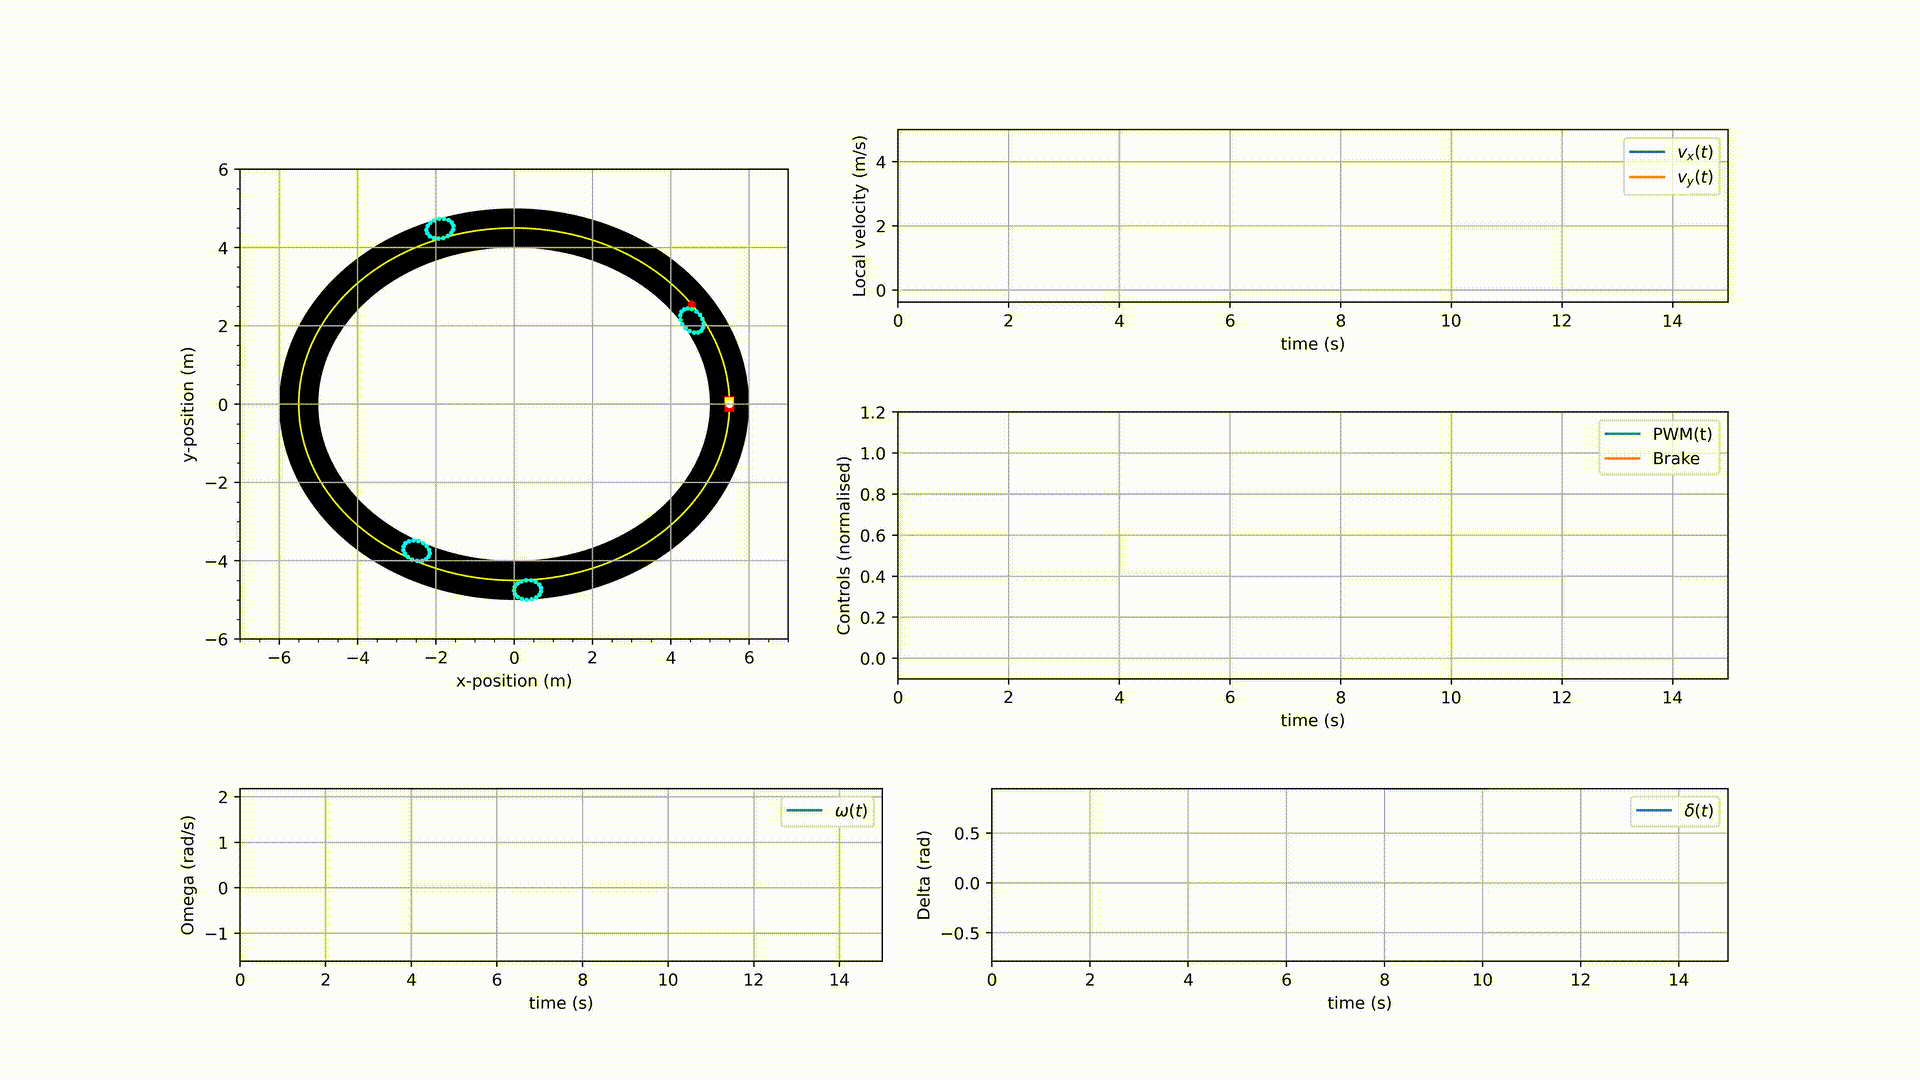 6
4
2
0
−2
−4
−6
y-position (m)
−6 −4 −2 0 2 4 6
x-position (m)
Local velocity (m/s)
4
2
0
vx(t)
vy(t)
0 2 4 6 8 10 12 14
time (s)
Controls (normalised)
1.2
1.0
0.8
0.6
0.4
0.2
0.0
PWM(t)
Brake
0 2 4 6 8 10 12 14
time (s)
Omega (rad/s)
2
1
0
−1
ω(t)
0 2 4 6 8 10 12 14
time (s)
Delta (rad)
0.5
0.0
−0.5
δ(t)
0 2 4 6 8 10 12 14
time (s)